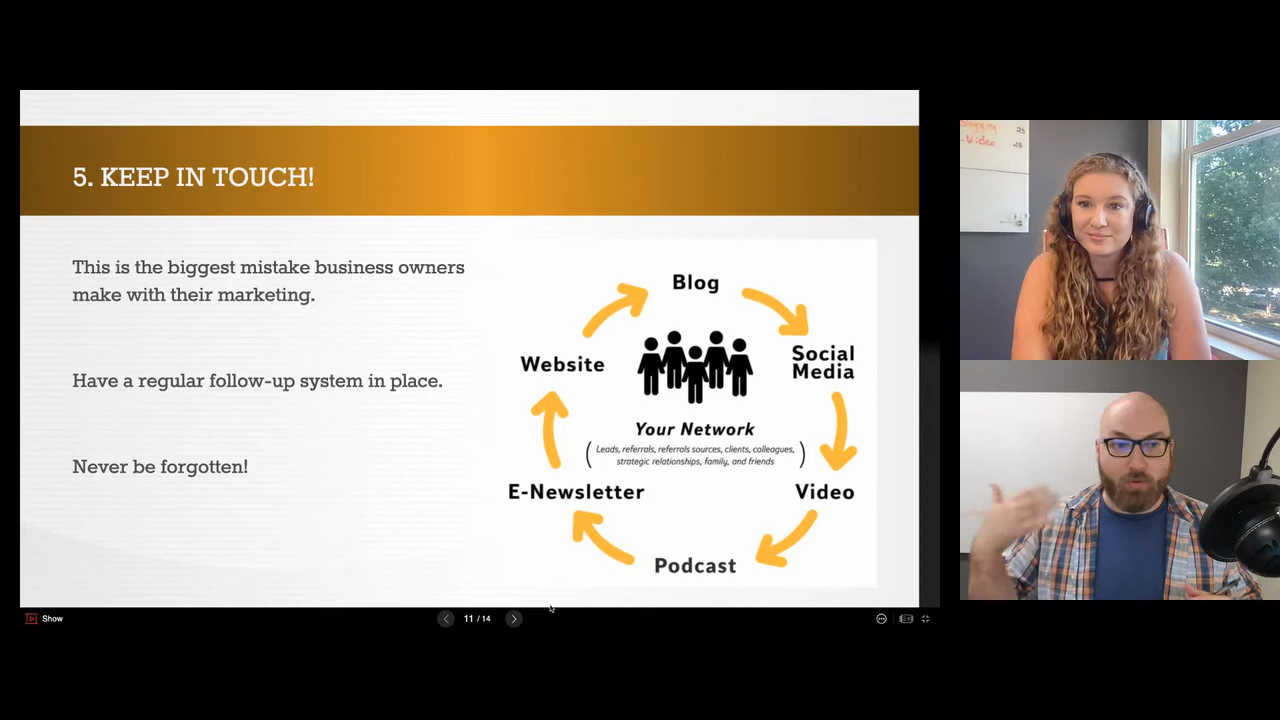 5. KEEP IN TOUCH!
This is the biggest mistake business owners
make with their marketing.
Have a regular follow-up system in place.
Never be forgotten!
Blog
Social
Media
Video
Podcast
E-Newsletter
Website
Your Network
(Leads, referrals, referrals sources, clients, colleagues,
strategic relationships, family, and friends)
Show
11 / 14
Blogging
- Video